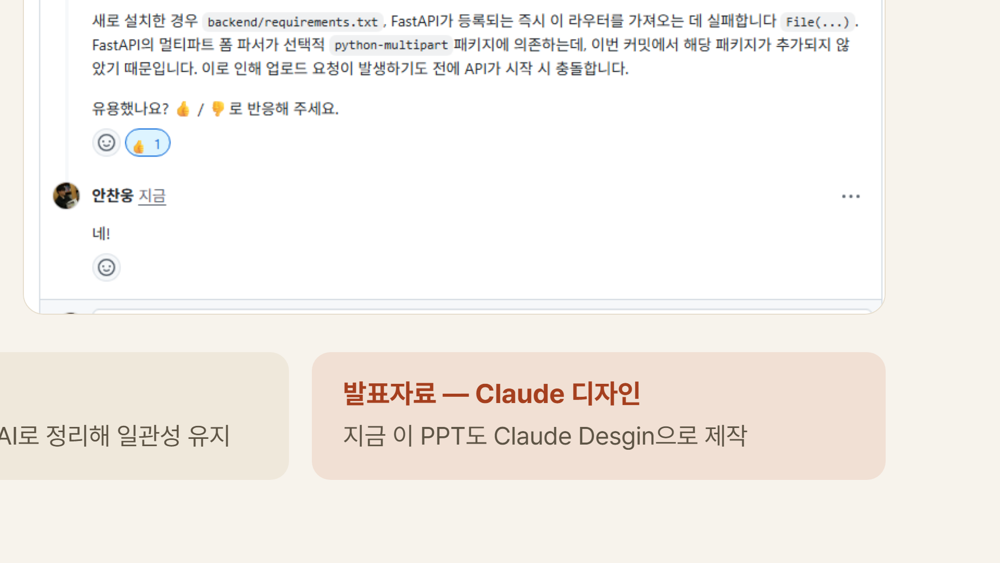 새로 설치한 경우 backend/requirements.txt, FastAPI가 등록되는 즉시 이 라우터를 가져오는 데 실패합니다 File(...).
FastAPI의 멀티파트 폼 파서가 선택적 python-multipart 패키지에 의존하는데, 이번 커밋에서 해당 패키지가 추가되지 않
았기 때문입니다. 이로 인해 업로드 요청이 발생하기도 전에 API가 시작 시 충돌합니다.
유용했나요? 👍 / 👎 로 반응해 주세요.
👍 1
안찬웅 지금
네!
AI로 정리해 일관성 유지
발표자료 — Claude 디자인
지금 이 PPT도 Claude Desgin으로 제작